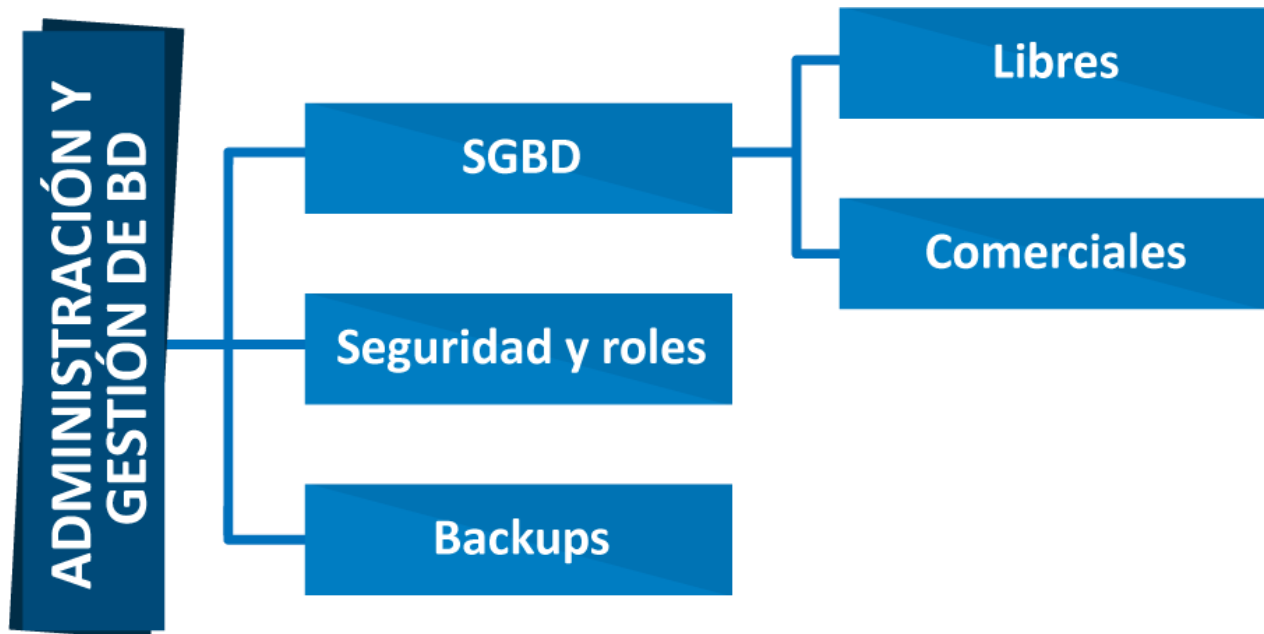 ADMINISTRACIÓN Y
GESTIÓN DE BD
SGBD
Libres
Comerciales
Seguridad y roles
Backups